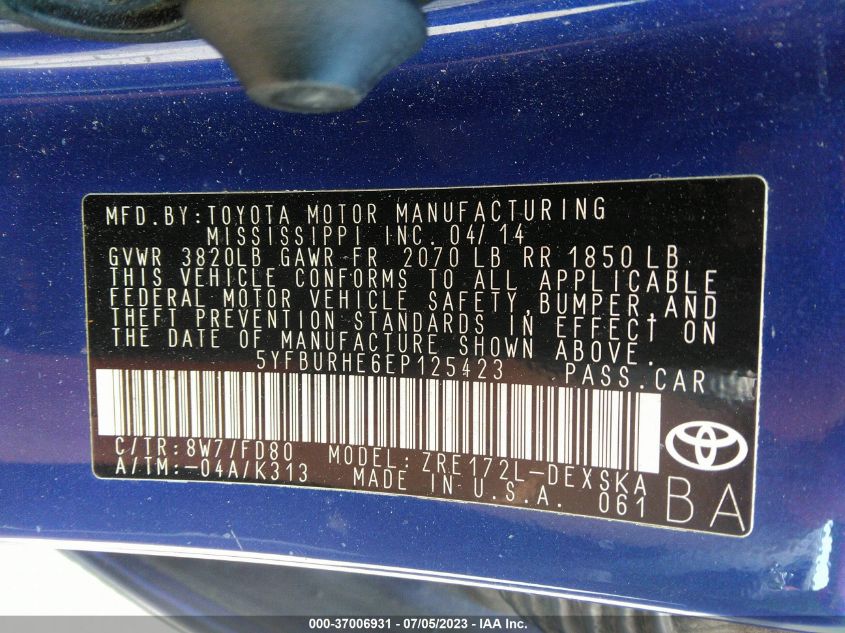 MFD.BY:TOYOTA MOTOR MANUFACTURING
MISSISSIPPI INC. 04/14
GVWR 3820LB GAWR FR 2070 LB RR 1850 LB
THIS VEHICLE CONFORMS TO ALL APPLICABLE
FEDERAL MOTOR VEHICLE SAFETY,BUMPER,AND
THEFT PREVENTION STANDARDS IN EFFECT ON
THE DATE OF MANUFACTURE SHOWN ABOVE.
5YFBURHE6EP125423 PASS.CAR
C/TR:8W7/FD80 MODEL:ZRE172L-DEXSKA
A/TM:-04A/K313 MADE IN U.S.A. 061
BA
000-37006931 - 07/05/2023 - IAA Inc.